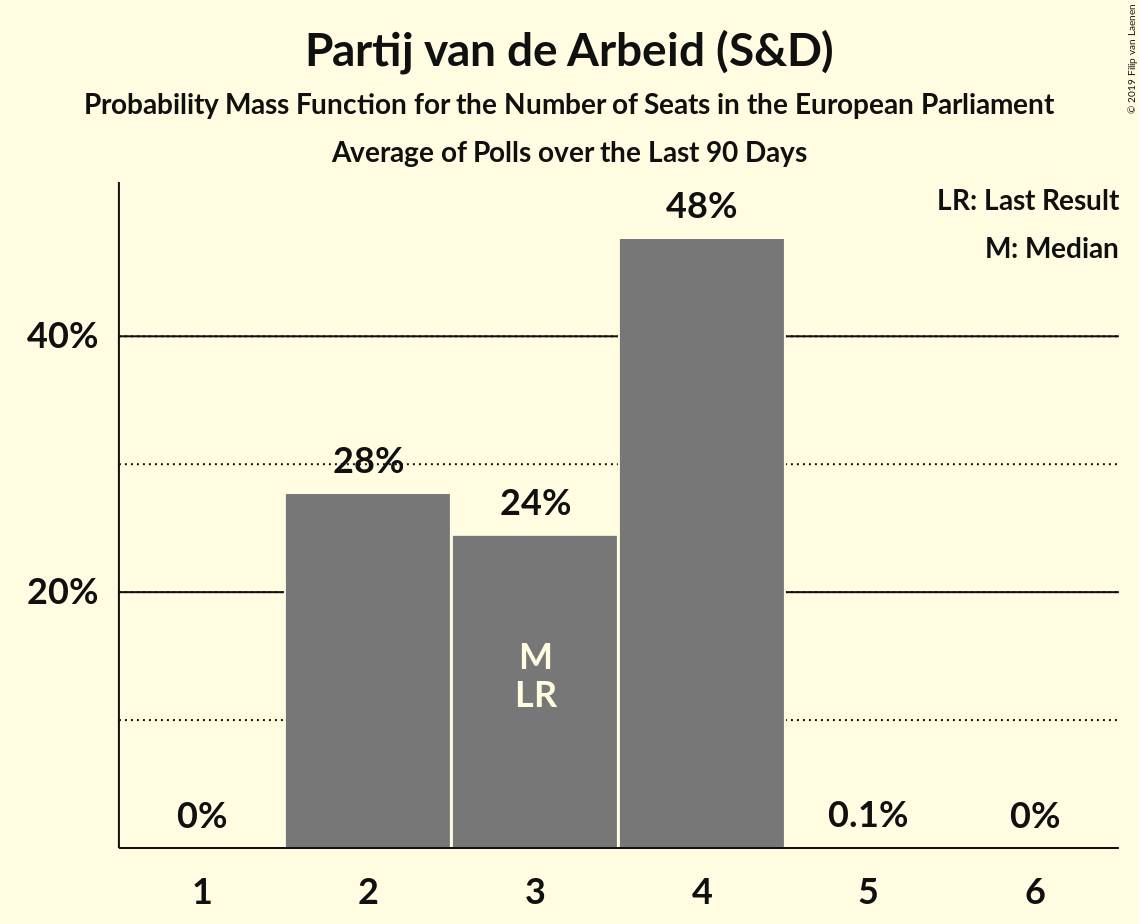 Partij van de Arbeid (S&D)
Probability Mass Function for the Number of Seats in the European Parliament
Average of Polls over the Last 90 Days
© 2019 Filip van Laenen
LR: Last Result
M: Median
48%
40%
28%
24%
20%
M
LR
0%
0.1%
0%
1 2 3 4 5 6